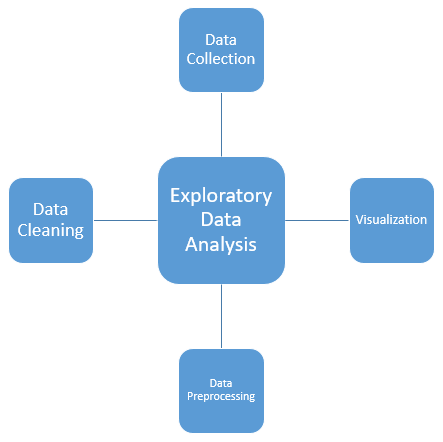 Data
Collection
Exploratory
Data
Analysis
Data
Cleaning
Visualization
Data
Preprocessing